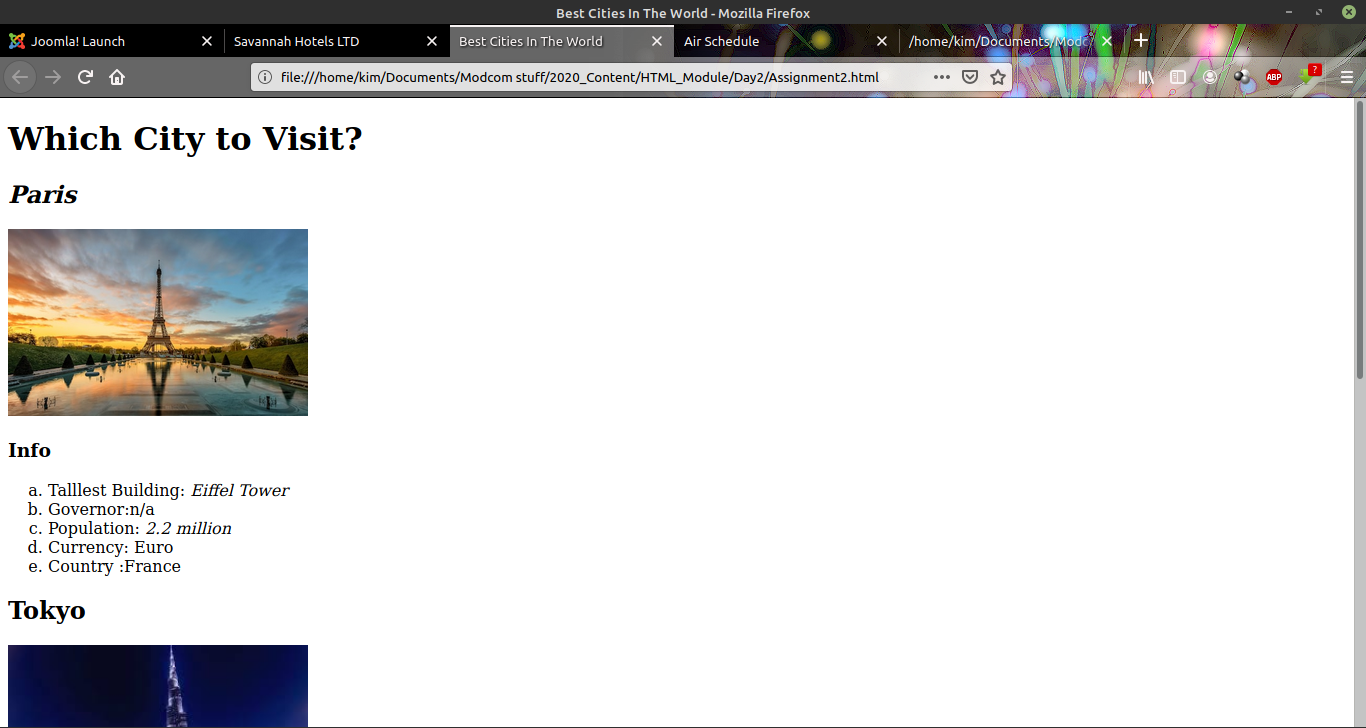 Best Cities In The World - Mozilla Firefox
Joomla! Launch
Savannah Hotels LTD
Best Cities In The World
Air Schedule
/home/kim/Documents/Modc
file:///home/kim/Documents/Modcom stuff/2020_Content/HTML_Module/Day2/Assignment2.html
ABP
?
Which City to Visit?
Paris
Info
a. Talllest Building: Eiffel Tower
b. Governor:n/a
c. Population: 2.2 million
d. Currency: Euro
e. Country :France
Tokyo